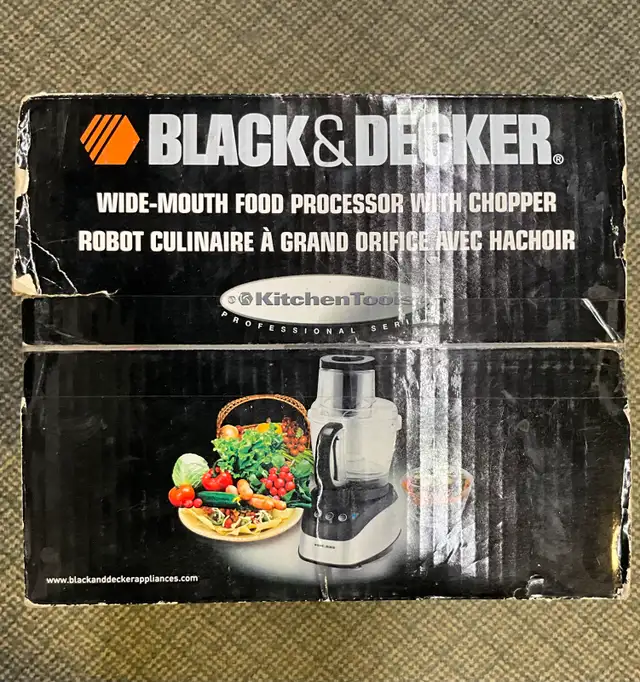 BLACK&DECKER®
WIDE-MOUTH FOOD PROCESSOR WITH CHOPPER
ROBOT CULINAIRE À GRAND ORIFICE AVEC HACHOIR
KitchenTools
PROFESSIONAL SERI
www.blackanddeckerappliances.com